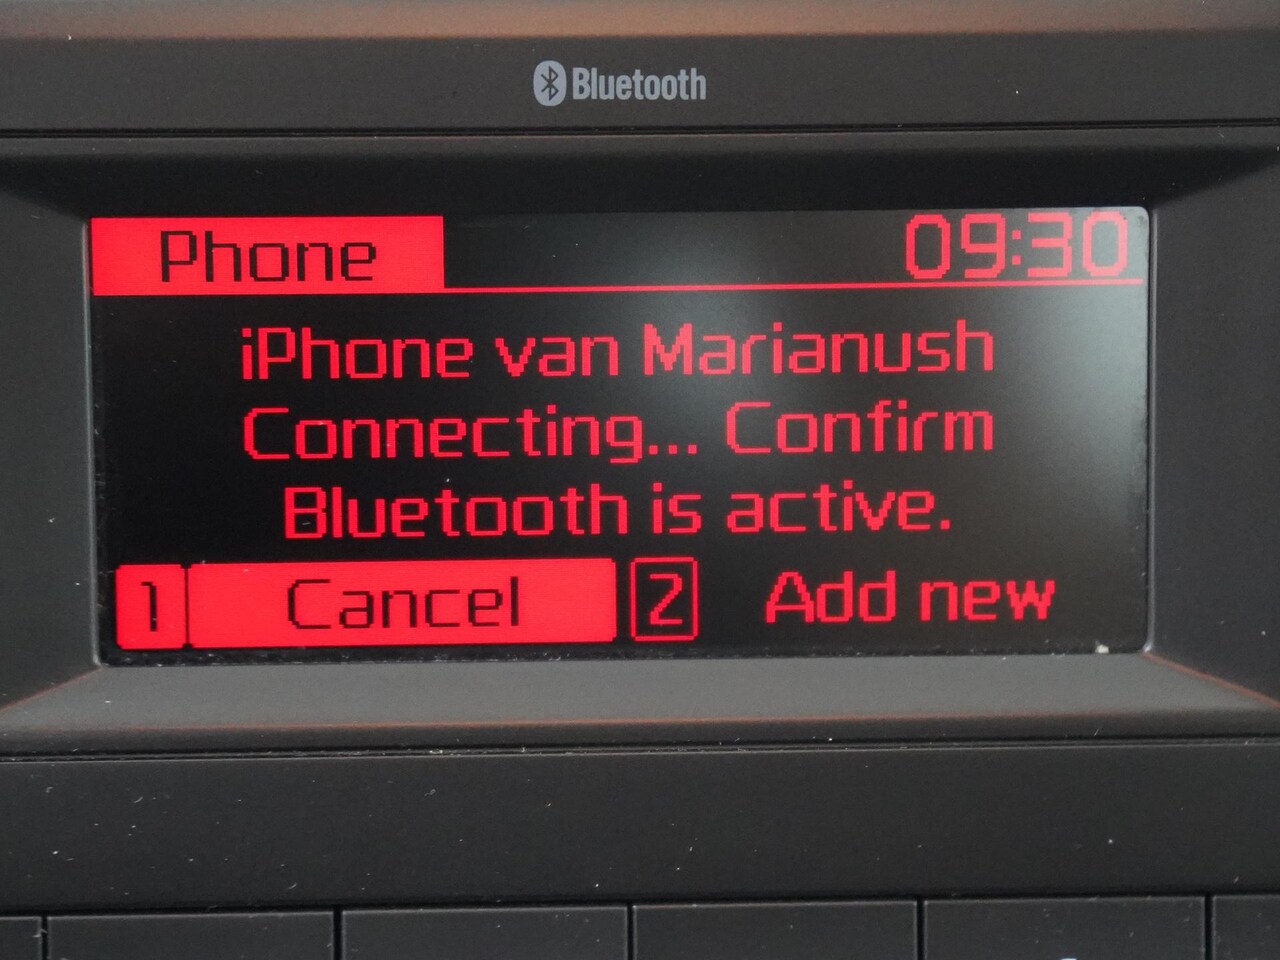 Bluetooth
Phone 09:30
iPhone van Marianush
Connecting... Confirm
Bluetooth is active.
1 Cancel 2 Add new